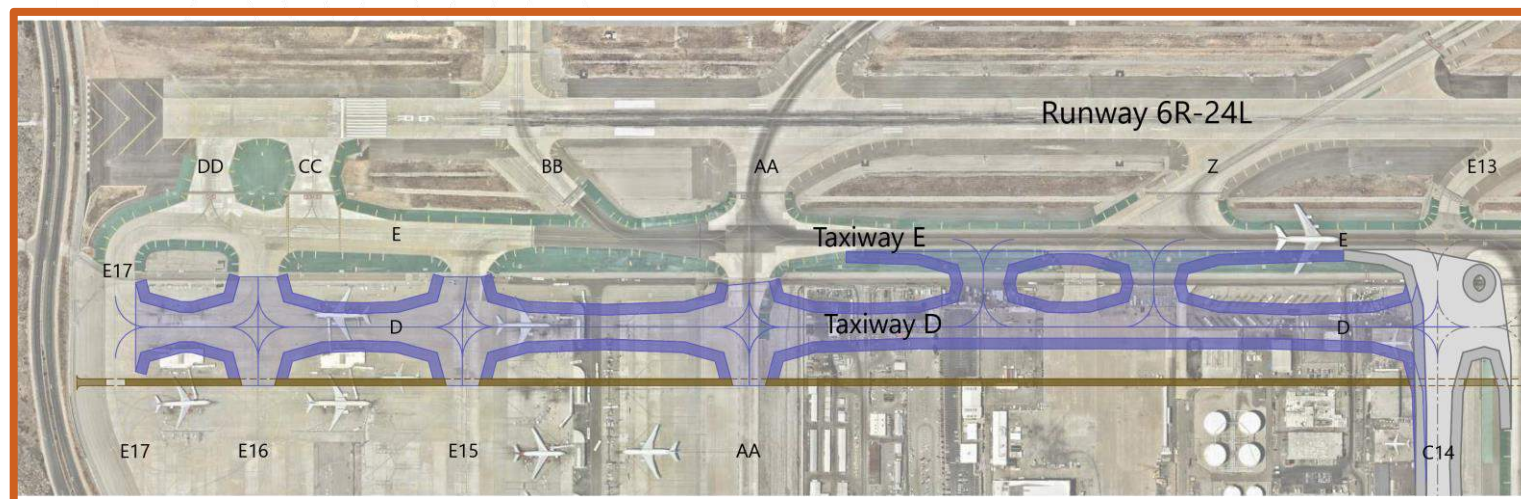 Runway 6R-24L
DD
CC
BB
AA
Z
E13
E
Taxiway E
E
E17
D
Taxiway D
D
E17
E16
E15
AA
C14